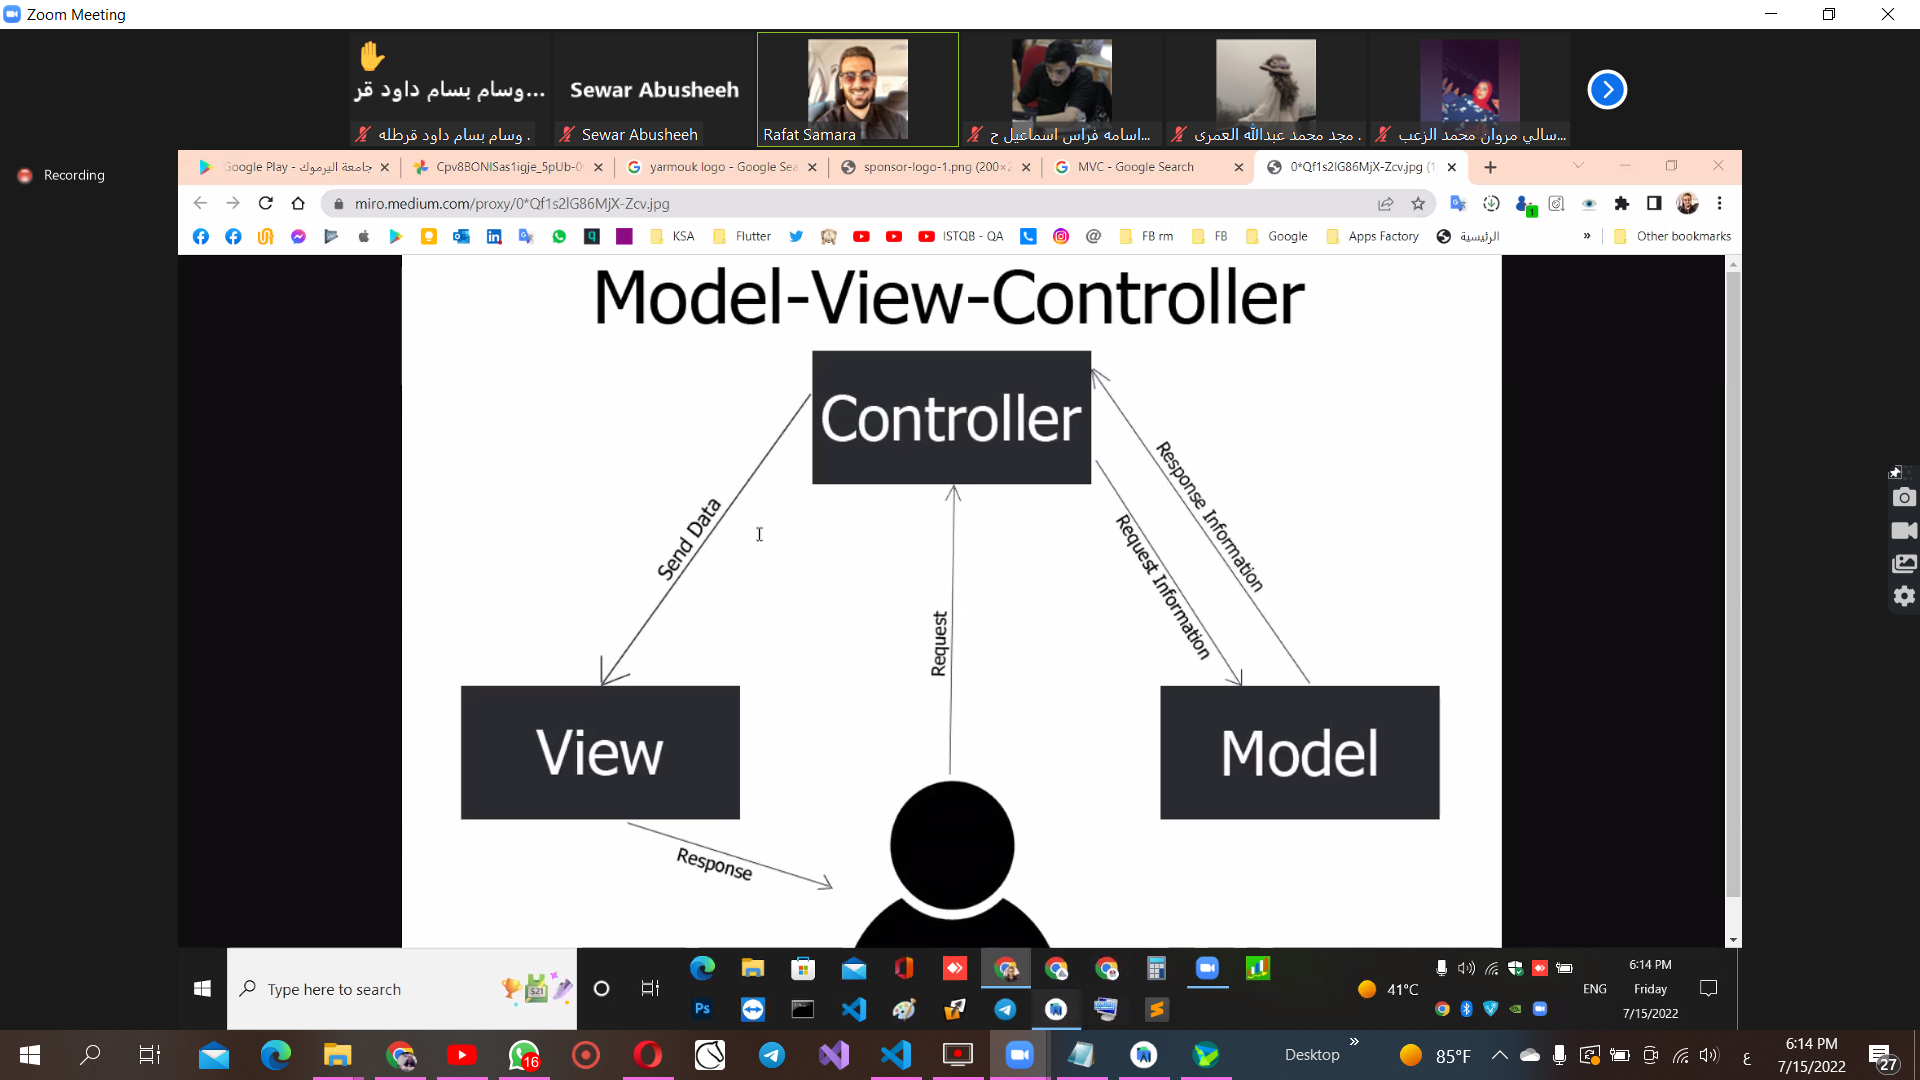 Zoom Meeting
وسام بسام داود قر...
Sewar Abusheeh
وسام بسام داود قرطله .
Sewar Abusheeh
Rafat Samara
اسامه فراس اسماعيل ح...
مجد محمد عبدالله العمرى .
سالي مروان محمد الزعب...
Recording
جامعة اليرموك - Google Play
Cpv8BONISas1igje_5pUb-0
yarmouk logo - Google Sea
sponsor-logo-1.png (200×2
MVC - Google Search
0*Qf1s2lG86MjX-Zcv.jpg (1
miro.medium.com/proxy/0*Qf1s2lG86MjX-Zcv.jpg
1
KSA
Flutter
ISTQB - QA
FB rm
FB
Google
Apps Factory
الرئيسية
»
Other bookmarks
Model-View-Controller
Controller
Send Data
Request
Request Information
Response Information
View
Model
Response
Type here to search
521
Ps
41°C
ENG
6:14 PM
Friday
7/15/2022
16
Desktop
»
85°F
ع
6:14 PM
7/15/2022
27